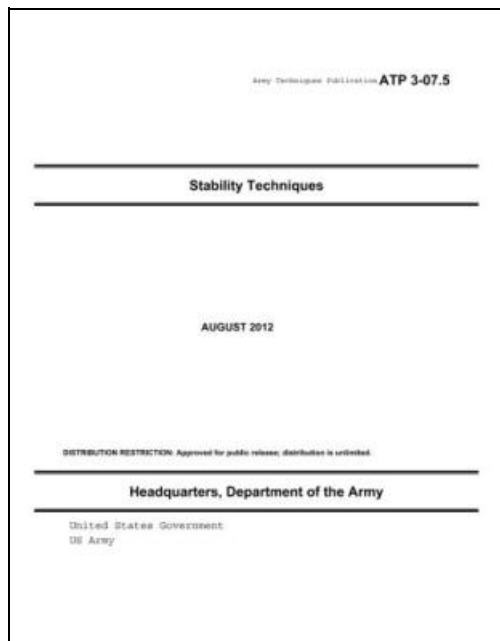 Army Techniques Publication ATP 3-07.5
Stability Techniques
AUGUST 2012
DISTRIBUTION RESTRICTION: Approved for public release; distribution is unlimited.
Headquarters, Department of the Army
United States Government
US Army